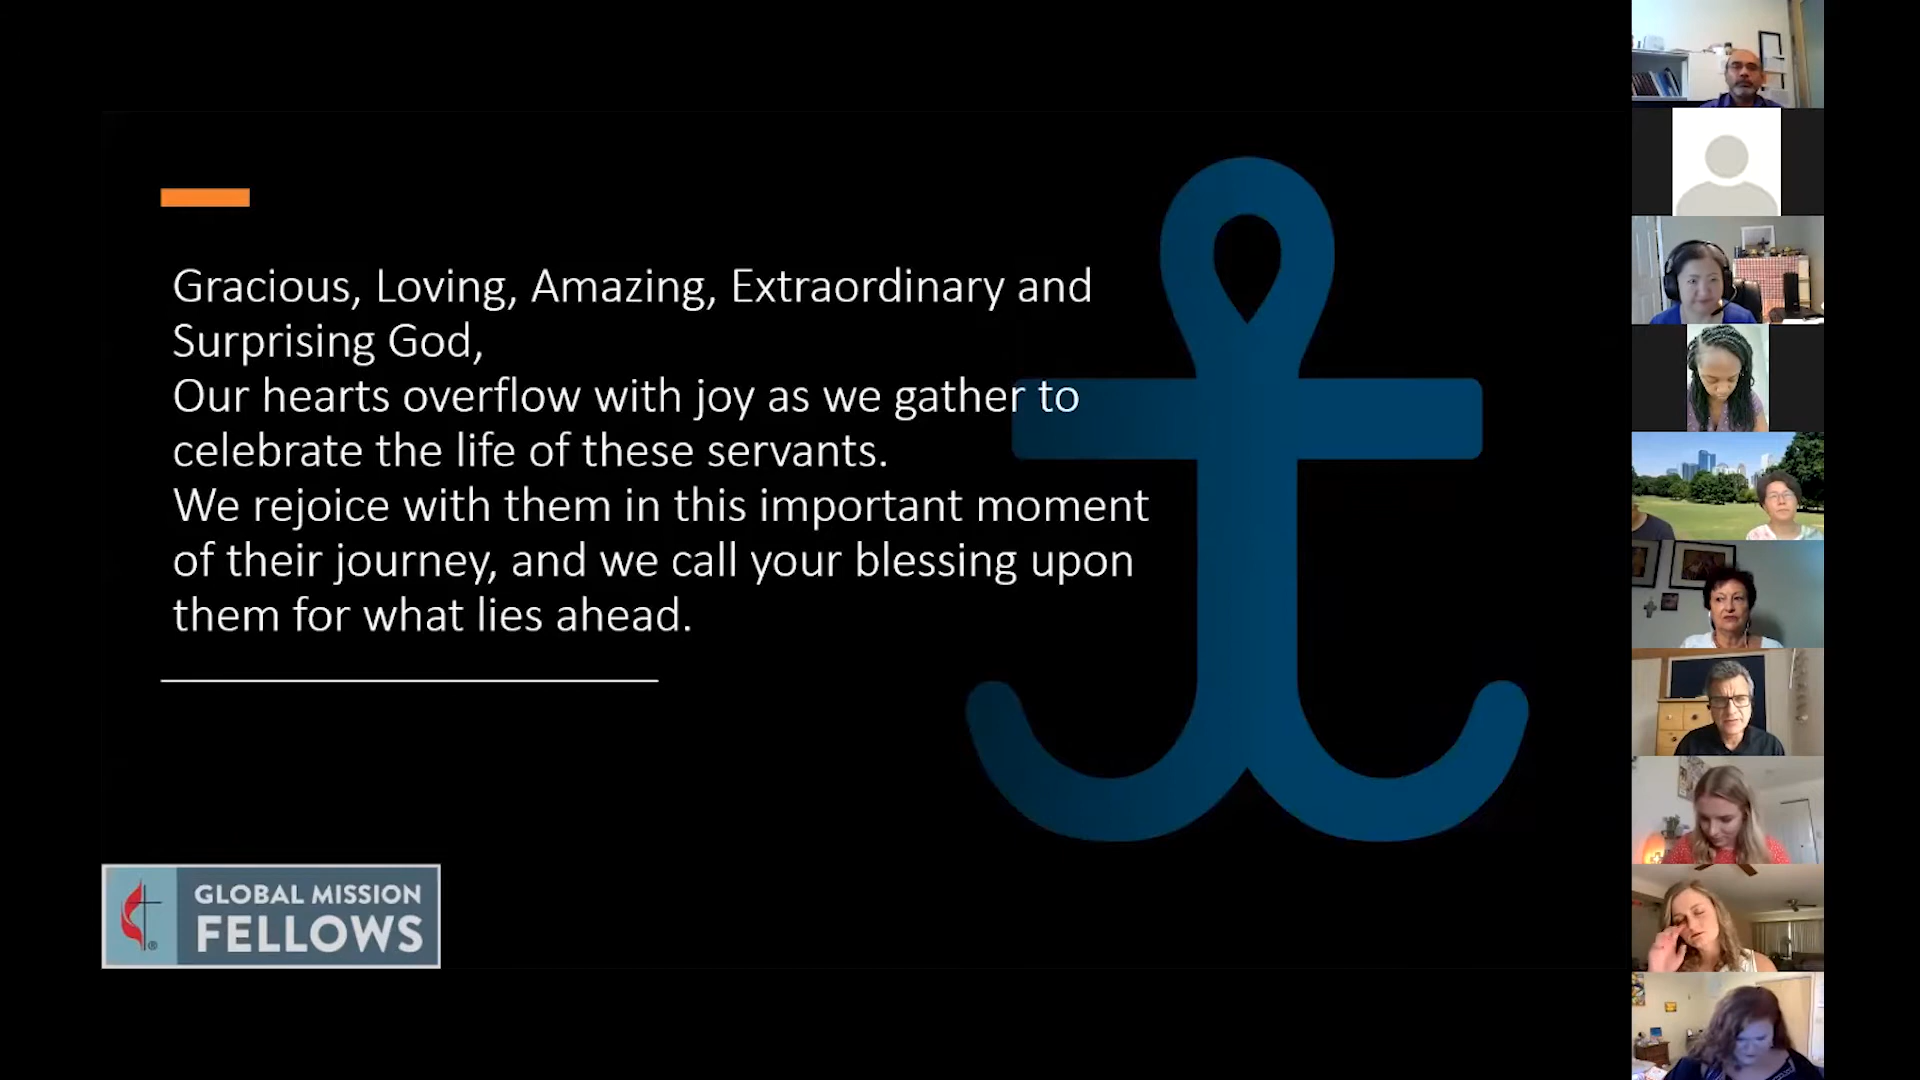 Gracious, Loving, Amazing, Extraordinary and
Surprising God,
Our hearts overflow with joy as we gather to
celebrate the life of these servants.
We rejoice with them in this important moment
of their journey, and we call your blessing upon
them for what lies ahead.
GLOBAL MISSION
FELLOWS
®